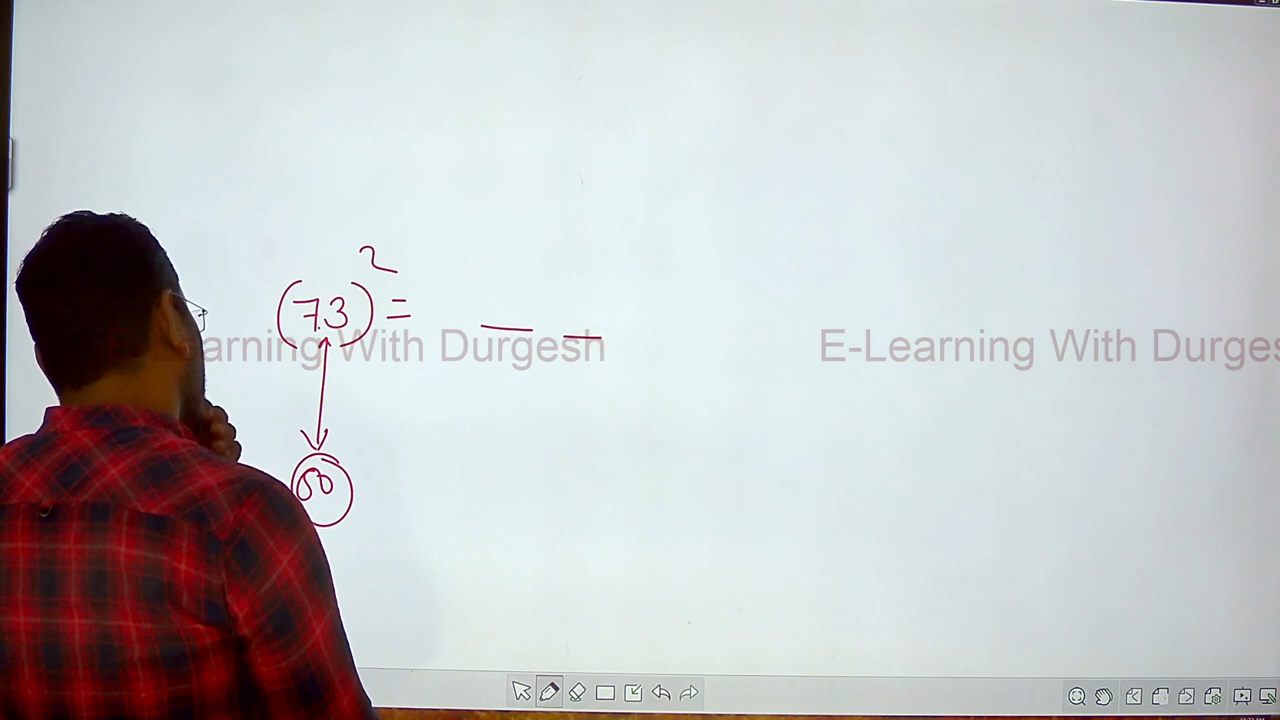 (73)² = _ _
E-Learning With Durgesh E-Learning With Durges